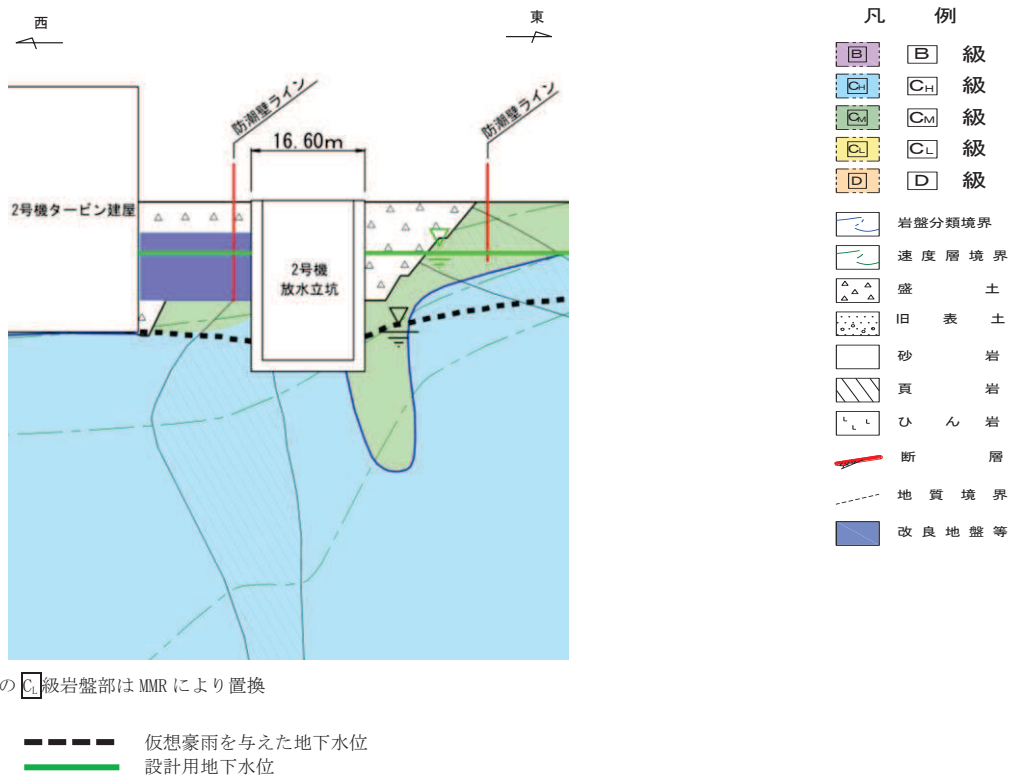 西
東
防潮壁ライン
防潮壁ライン
16.60m
2号機タービン建屋
2号機
放水立坑
凡 例
B B 級
CH CH 級
CM CM 級
CL CL 級
D D 級
岩盤分類境界
速度層境界
盛 土
旧 表 土
砂 岩
頁 岩
ひ ん 岩
断 層
地 質 境 界
改 良 地 盤 等
の CL 級岩盤部は MMR により置換
仮想豪雨を与えた地下水位
設計用地下水位